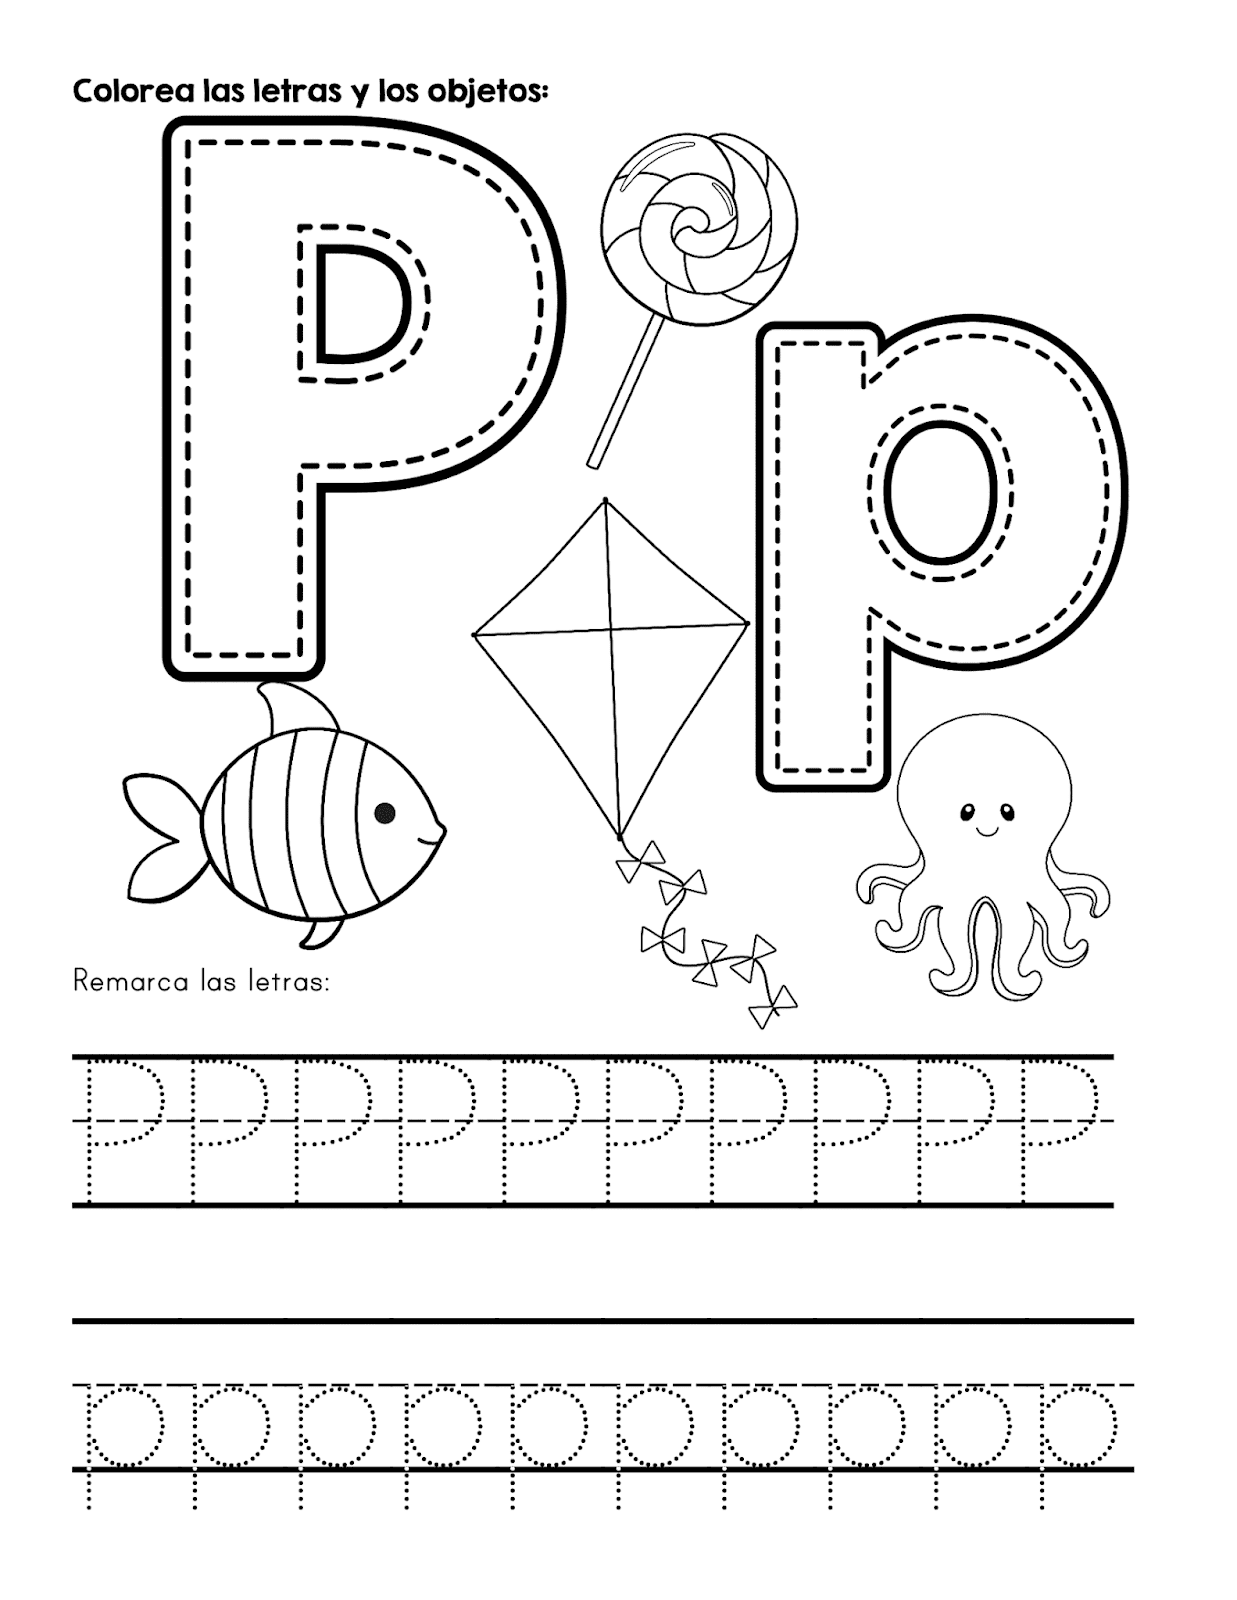 Colorea las letras y los objetos:
P
p
Remarca las letras:
P P P P P P P P P P
p p p p p p p p p p